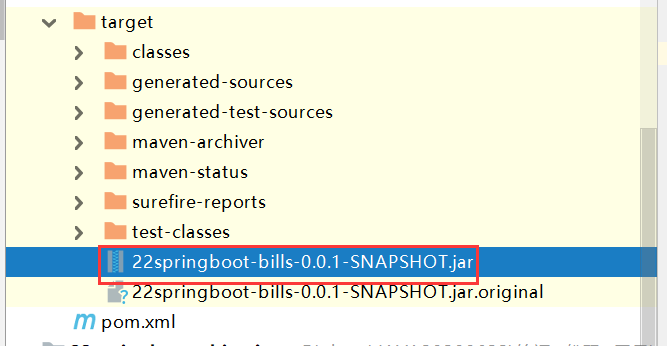 target
classes
generated-sources
generated-test-sources
maven-archiver
maven-status
surefire-reports
test-classes
22springboot-bills-0.0.1-SNAPSHOT.jar
22springboot-bills-0.0.1-SNAPSHOT.jar.original
pom.xml